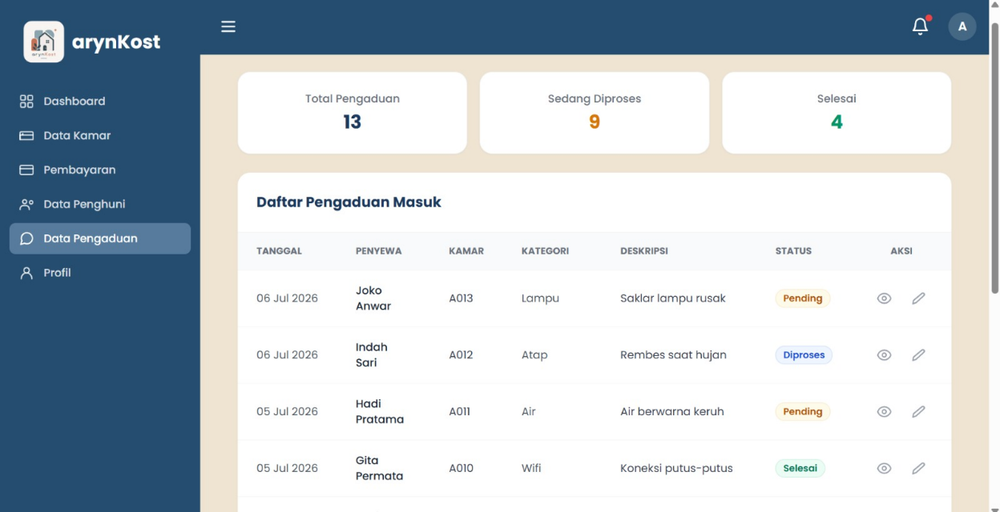 arynKost
arynKost
A
Dashboard
Data Kamar
Pembayaran
Data Penghuni
Data Pengaduan
Profil
Total Pengaduan
13
Sedang Diproses
9
Selesai
4
Daftar Pengaduan Masuk
TANGGAL PENYEWA KAMAR KATEGORI DESKRIPSI STATUS AKSI
06 Jul 2026 Joko Anwar A013 Lampu Saklar lampu rusak Pending
06 Jul 2026 Indah Sari A012 Atap Rembes saat hujan Diproses
05 Jul 2026 Hadi Pratama A011 Air Air berwarna keruh Pending
05 Jul 2026 Gita Permata A010 Wifi Koneksi putus-putus Selesai